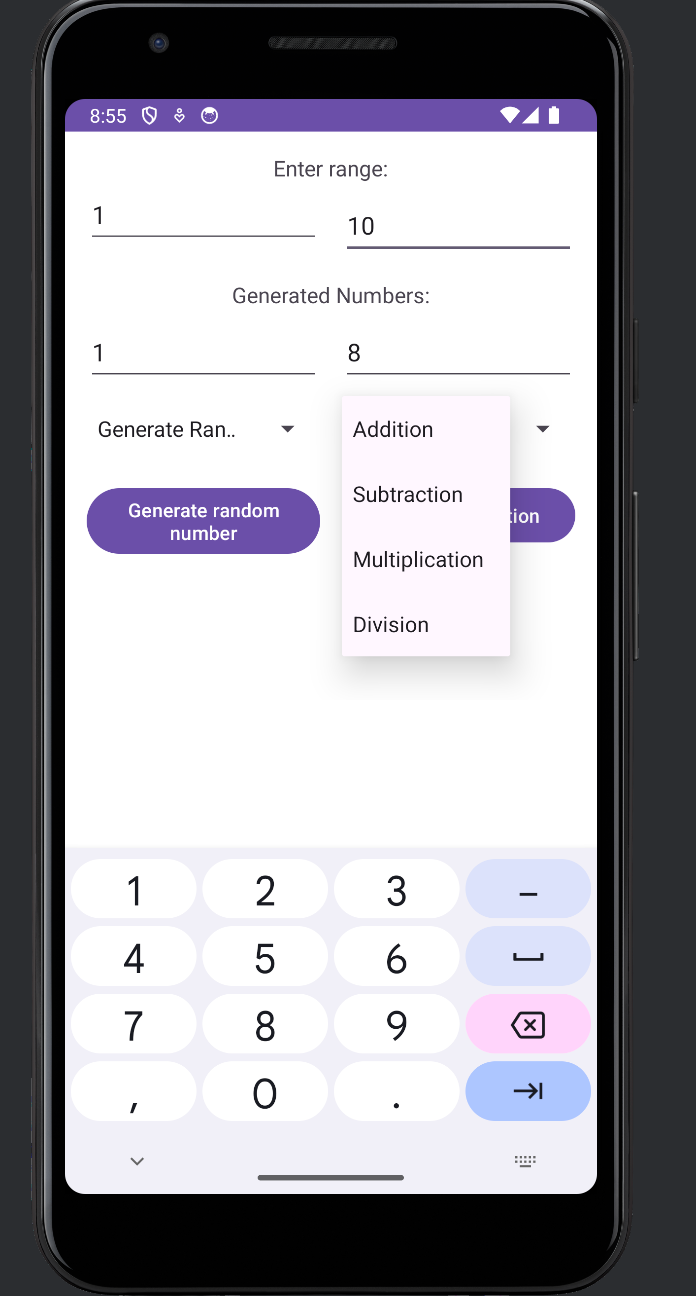 8:55
Enter range:
1
10
Generated Numbers:
1
8
Generate Ran..
Addition
Subtraction
Multiplication
Division
Generate random
number
tion
1
2
3
–
4
5
6
7
8
9
,
0
.